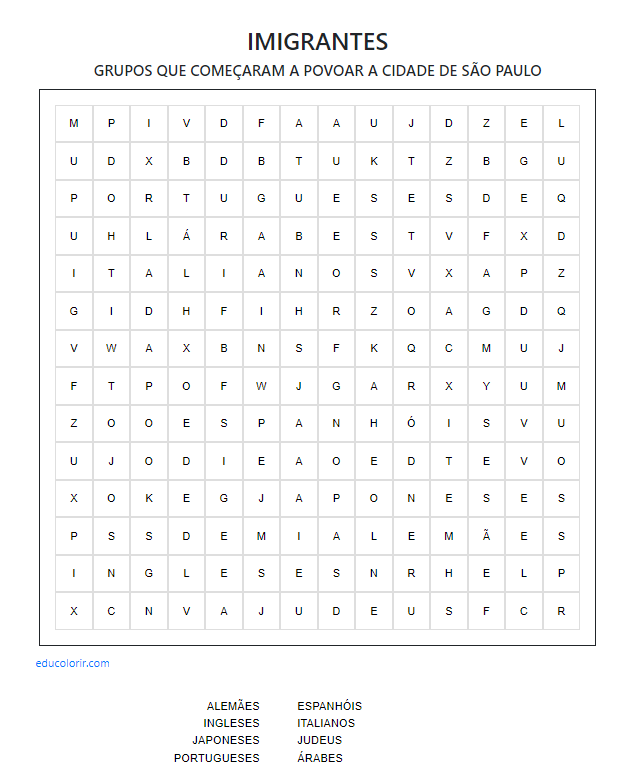 IMIGRANTES
GRUPOS QUE COMEÇARAM A POVOAR A CIDADE DE SÃO PAULO
M P I V D F A A U J D Z E L
U D X B D B T U K T Z B G U
P O R T U G U E S E S D E Q
U H L Á R A B E S T V F X D
I T A L I A N O S V X A P Z
G I D H F I H R Z O A G D Q
V W A X B N S F K Q C M U J
F T P O F W J G A R X Y U M
Z O O E S P A N H Ó I S V U
U J O D I E A O E D T E V O
X O K E G J A P O N E S E S
P S S D E M I A L E M Ã E S
I N G L E S E S N R H E L P
X C N V A J U D E U S F C R
educolorir.com
ALEMÃES ESPANHÓIS
INGLESES ITALIANOS
JAPONESES JUDEUS
PORTUGUESES ÁRABES